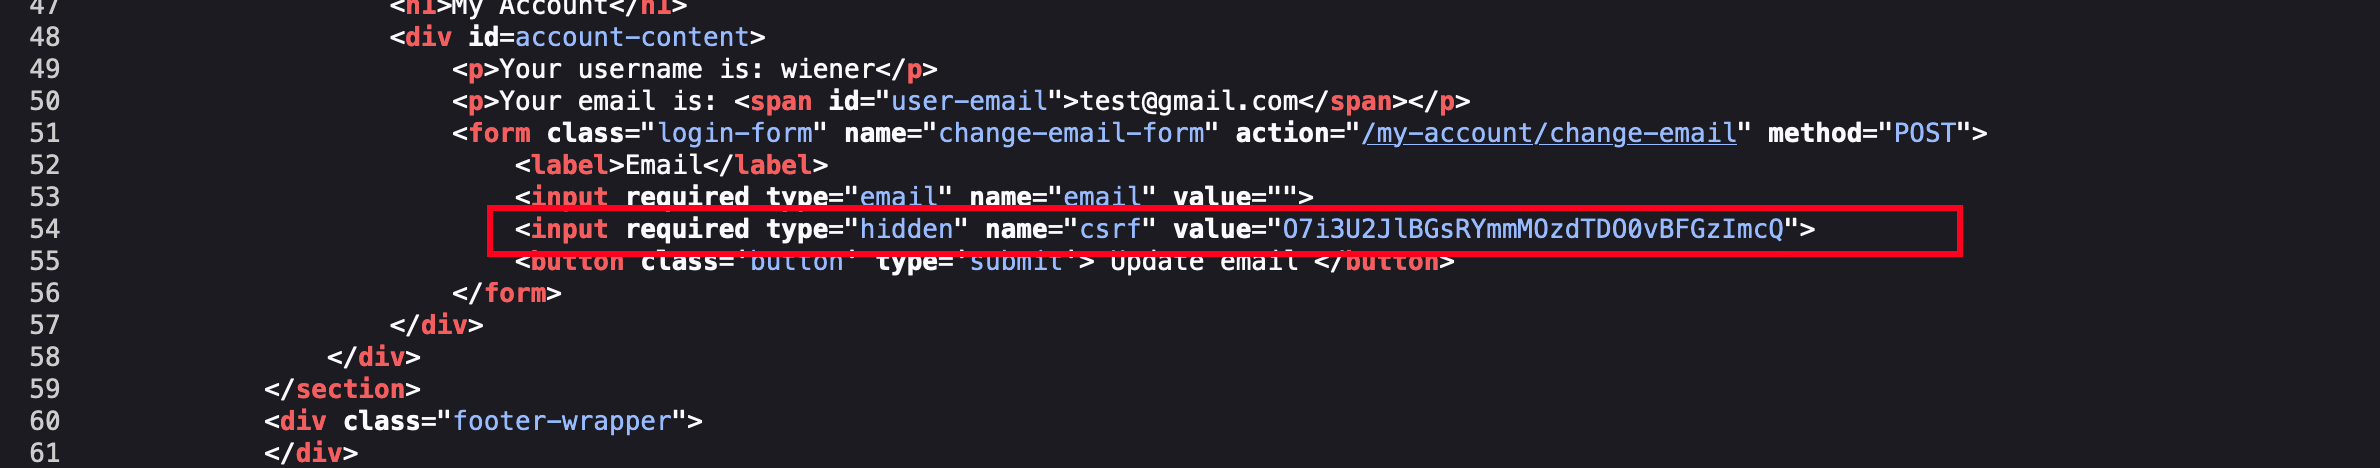 47 <h1>My Account</h1>
48 <div id=account-content>
49 <p>Your username is: wiener</p>
50 <p>Your email is: <span id="user-email">test@gmail.com</span></p>
51 <form class="login-form" name="change-email-form" action="/my-account/change-email" method="POST">
52 <label>Email</label>
53 <input required type="email" name="email" value="">
54 <input required type="hidden" name="csrf" value="O7i3U2JlBGsRYmmMOzdTDO0vBFGzImcQ">
55 <button class='button' type='submit'> Update email </button>
56 </form>
57 </div>
58 </div>
59 </section>
60 <div class="footer-wrapper">
61 </div>